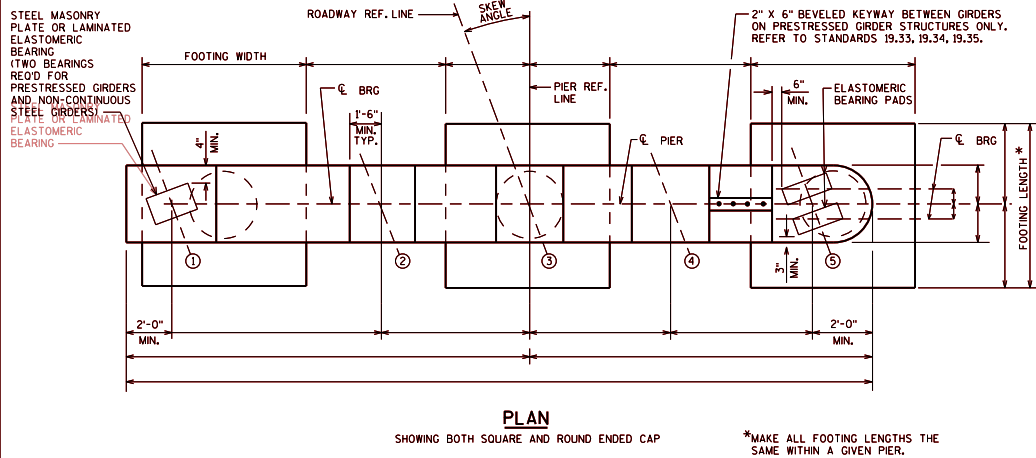 STEEL MASONRY
PLATE OR LAMINATED
ELASTOMERIC
BEARING
(TWO BEARINGS
REQ'D FOR
PRESTRESSED GIRDERS
AND NON-CONTINUOUS
STEEL GIRDERS)
STEEL MASONRY
PLATE OR LAMINATED
ELASTOMERIC
BEARING
ROADWAY REF. LINE
SKEW
ANGLE
2" X 6" BEVELED KEYWAY BETWEEN GIRDERS
ON PRESTRESSED GIRDER STRUCTURES ONLY.
REFER TO STANDARDS 19.33, 19.34, 19.35.
FOOTING WIDTH
℄ BRG
PIER REF.
LINE
6"
MIN.
ELASTOMERIC
BEARING PADS
1'-6"
MIN.
TYP.
4"
MIN.
℄ PIER
℄ BRG
FOOTING LENGTH *
1
2
3
4
5
3"
MIN.
2'-0"
MIN.
2'-0"
MIN.
PLAN
SHOWING BOTH SQUARE AND ROUND ENDED CAP
*MAKE ALL FOOTING LENGTHS THE
SAME WITHIN A GIVEN PIER.